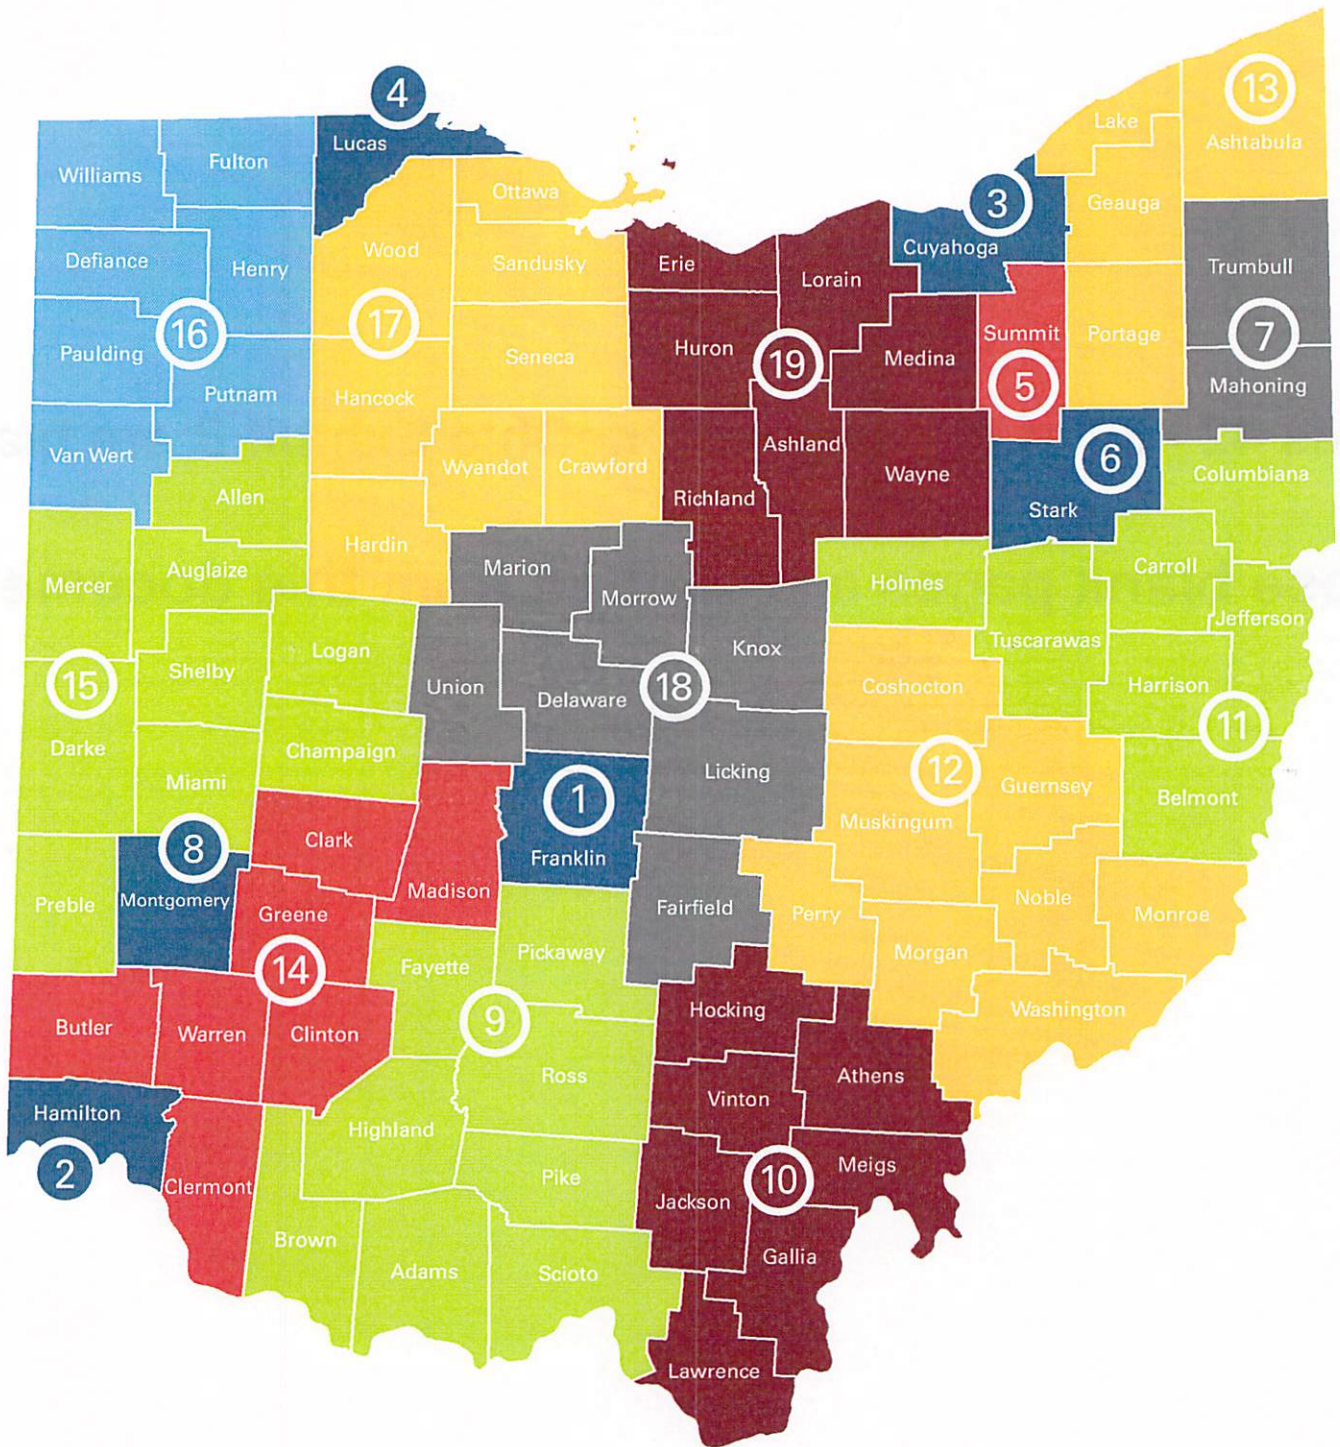 4
13
Lake
Ashtabula
Lucas
Fulton
Williams
Ottawa
3
Geauga
Cuyahoga
Wood
Defiance
Henry
Sandusky
Erie
Lorain
Trumbull
17
16
Summit
7
Portage
Paulding
Huron
Seneca
19
Medina
5
Mahoning
Putnam
Hancock
Ashland
Van Wert
6
Wyandot
Crawford
Wayne
Columbiana
Allen
Richland
Stark
Hardin
Marion
Carroll
Auglaize
Mercer
Holmes
Morrow
Jefferson
Tuscarawas
Logan
Knox
Shelby
15
Union
18
Coshocton
Harrison
Delaware
11
Darke
Champaign
Licking
12
Miami
Guernsey
Belmont
1
Muskingum
Clark
8
Franklin
Madison
Montgomery
Preble
Greene
Fairfield
Perry
Noble
Monroe
Pickaway
Morgan
14
Fayette
Hocking
Washington
Butler
Warren
Clinton
9
Ross
Athens
Vinton
Hamilton
Highland
2
Meigs
Pike
10
Clermont
Jackson
Brown
Gallia
Adams
Scioto
Lawrence